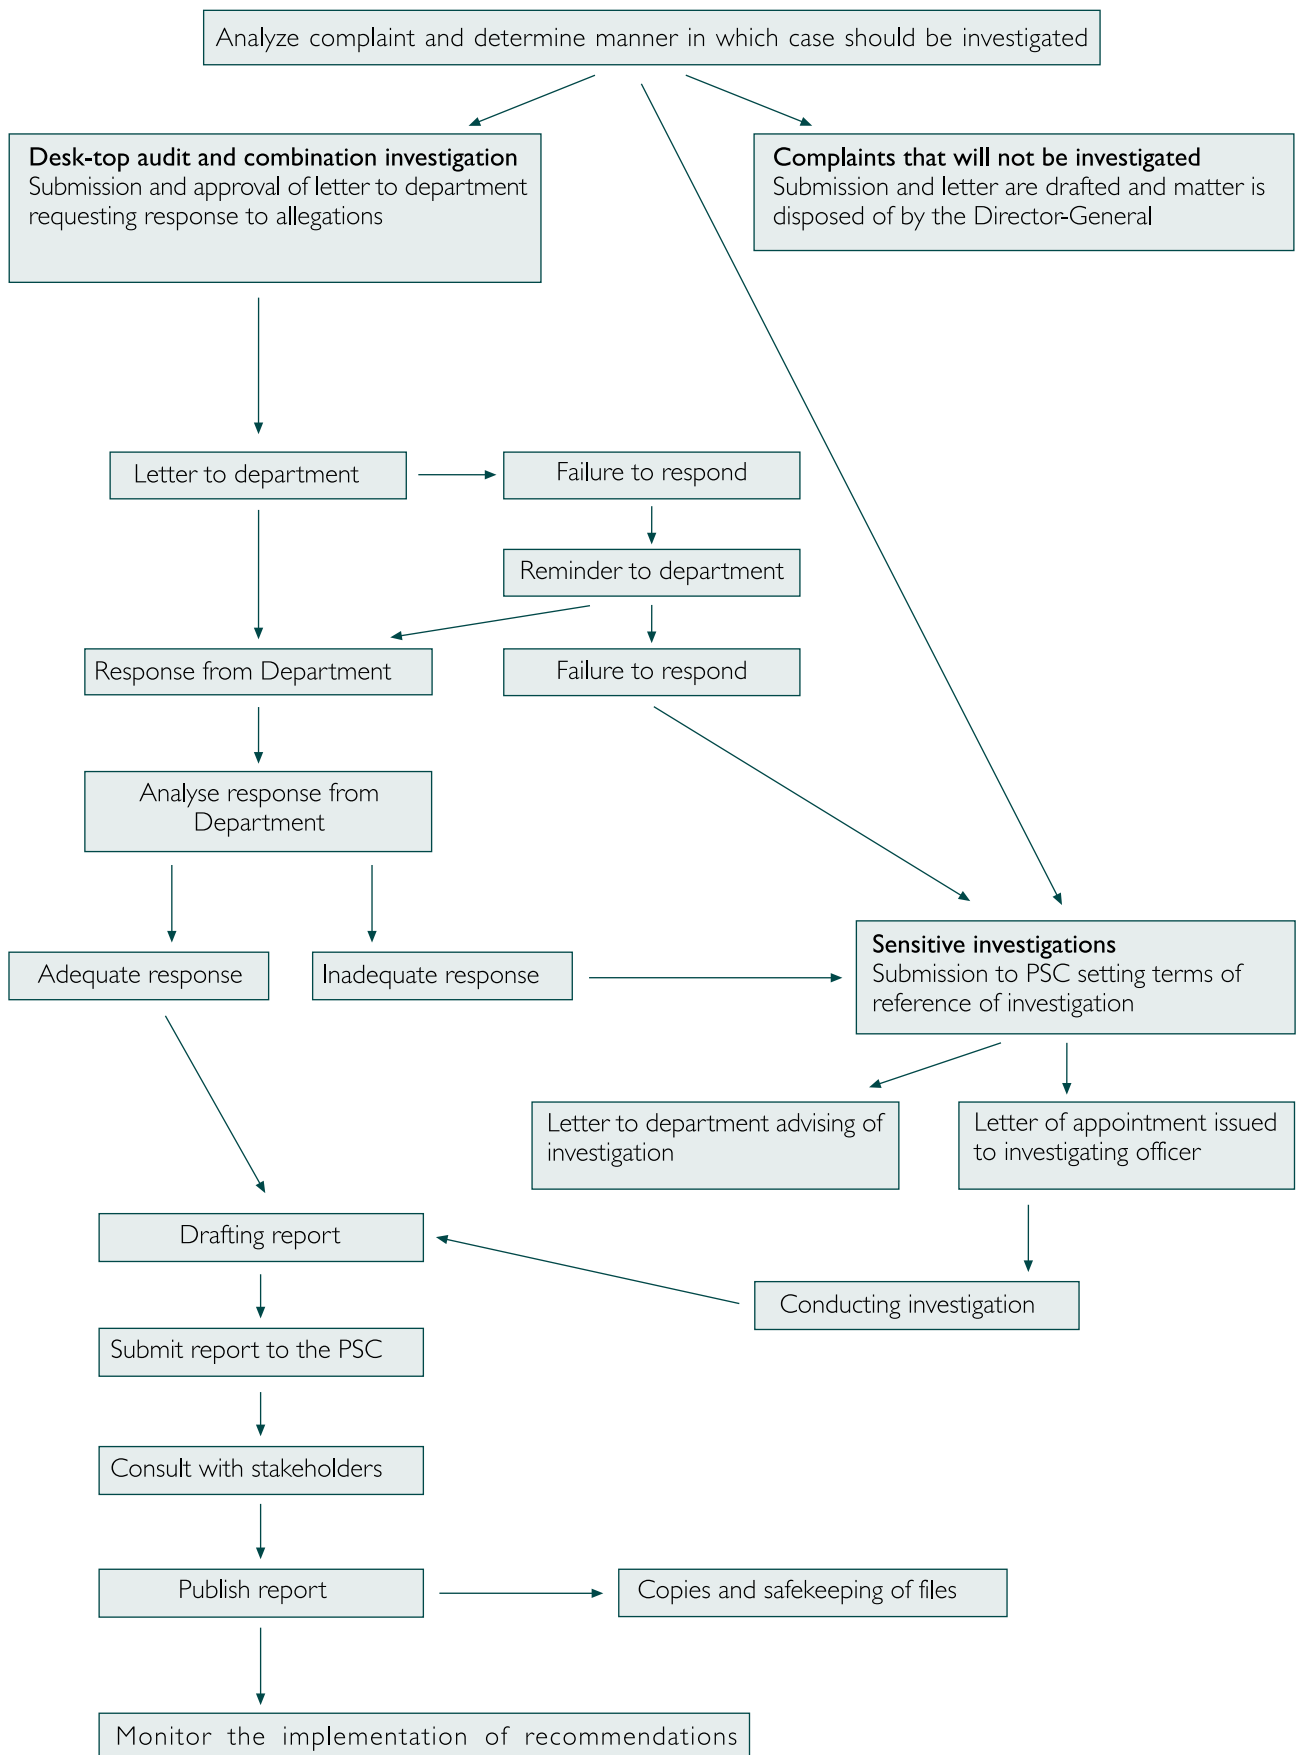 Analyze complaint and determine manner in which case should be investigated
Desk-top audit and combination investigation
Submission and approval of letter to department
requesting response to allegations
Complaints that will not be investigated
Submission and letter are drafted and matter is
disposed of by the Director-General
Letter to department
Failure to respond
Reminder to department
Response from Department
Failure to respond
Analyse response from
Department
Adequate response
Inadequate response
Sensitive investigations
Submission to PSC setting terms of
reference of investigation
Letter to department advising of
investigation
Letter of appointment issued
to investigating officer
Drafting report
Conducting investigation
Submit report to the PSC
Consult with stakeholders
Publish report
Copies and safekeeping of files
Monitor the implementation of recommendations